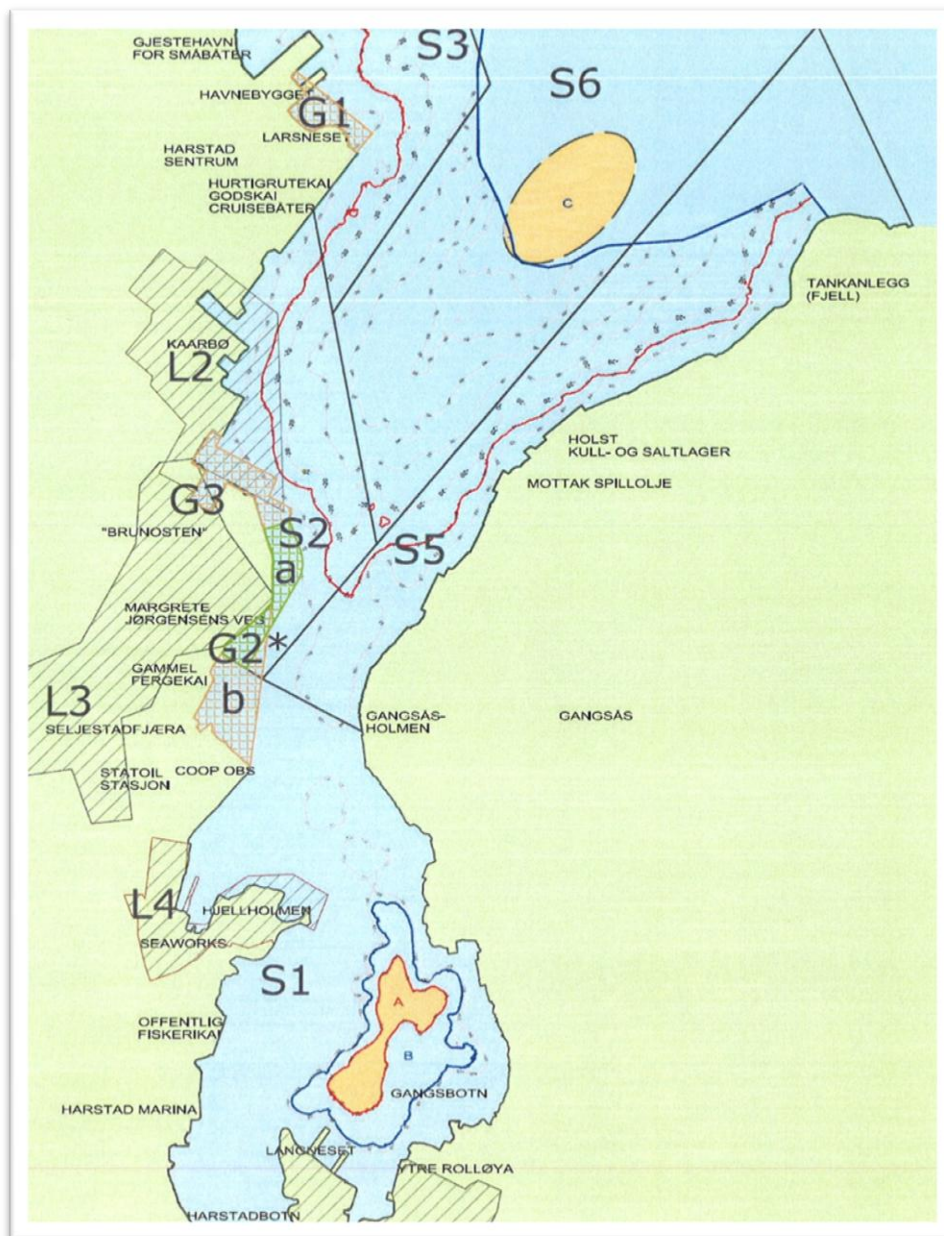 GJESTEHAVN
FOR SMÅBÅTER
S3
S6
HAVNEBYGGET
G1
LARSNESET
HARSTAD
SENTRUM
HURTIGRUTEKAI
GODSKAI
CRUISEBÅTER
C
TANKANLEGG
(FJELL)
KAARBØ
L2
HOLST
KULL- OG SALTLAGER
MOTTAK SPILLOLJE
G3
"BRUNOSTEN"
S2
a
S5
MARGRETE
JØRGENSENS VEG
G2*
GAMMEL
FERGEKAI
b
L3
SELJESTADFJÆRA
GANGSÅS-
HOLMEN
GANGSÅS
STATOIL
STASJON
COOP OBS
L4
HJELLHOLMEN
SEAWORKS
S1
A
OFFENTLIG
FISKERIKAI
B
GANGSBOTN
HARSTAD MARINA
LANGNESET
YTRE ROLLØYA
HARSTADBOTN